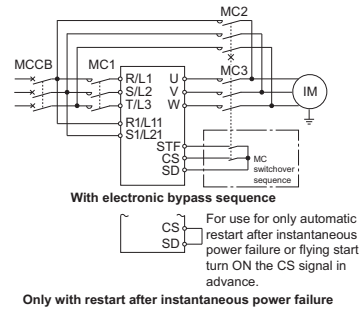 MC2
MCCB MC1 MC3
R/L1 U
S/L2 V IM
T/L3 W
R1/L11
S1/L21
STF
CS MC
SD switchover
sequence
With electronic bypass sequence
CS
SD
For use for only automatic
restart after instantaneous
power failure or flying start
turn ON the CS signal in
advance.
Only with restart after instantaneous power failure